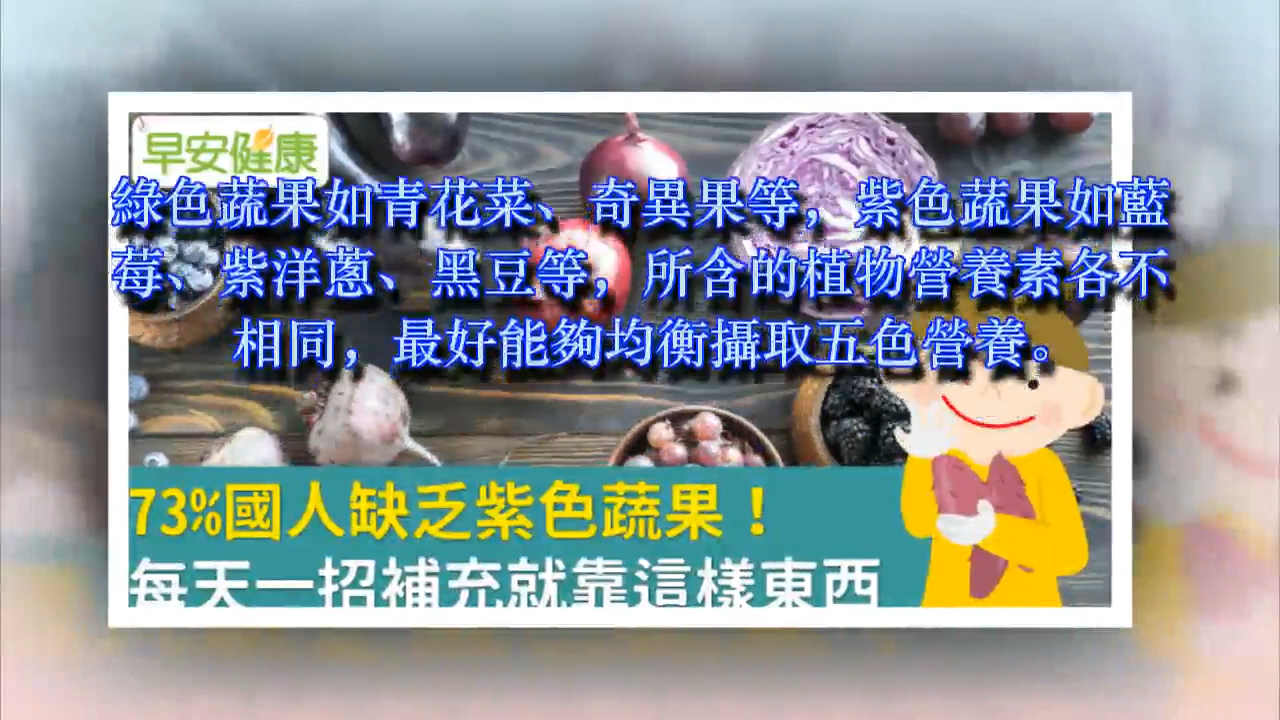 早安健康
綠色蔬果如青花菜、奇異果等，紫色蔬果如藍
莓、紫洋蔥、黑豆等，所含的植物營養素各不
相同，最好能夠均衡攝取五色營養。
73%國人缺乏紫色蔬果！
每天一招補充就靠這樣東西